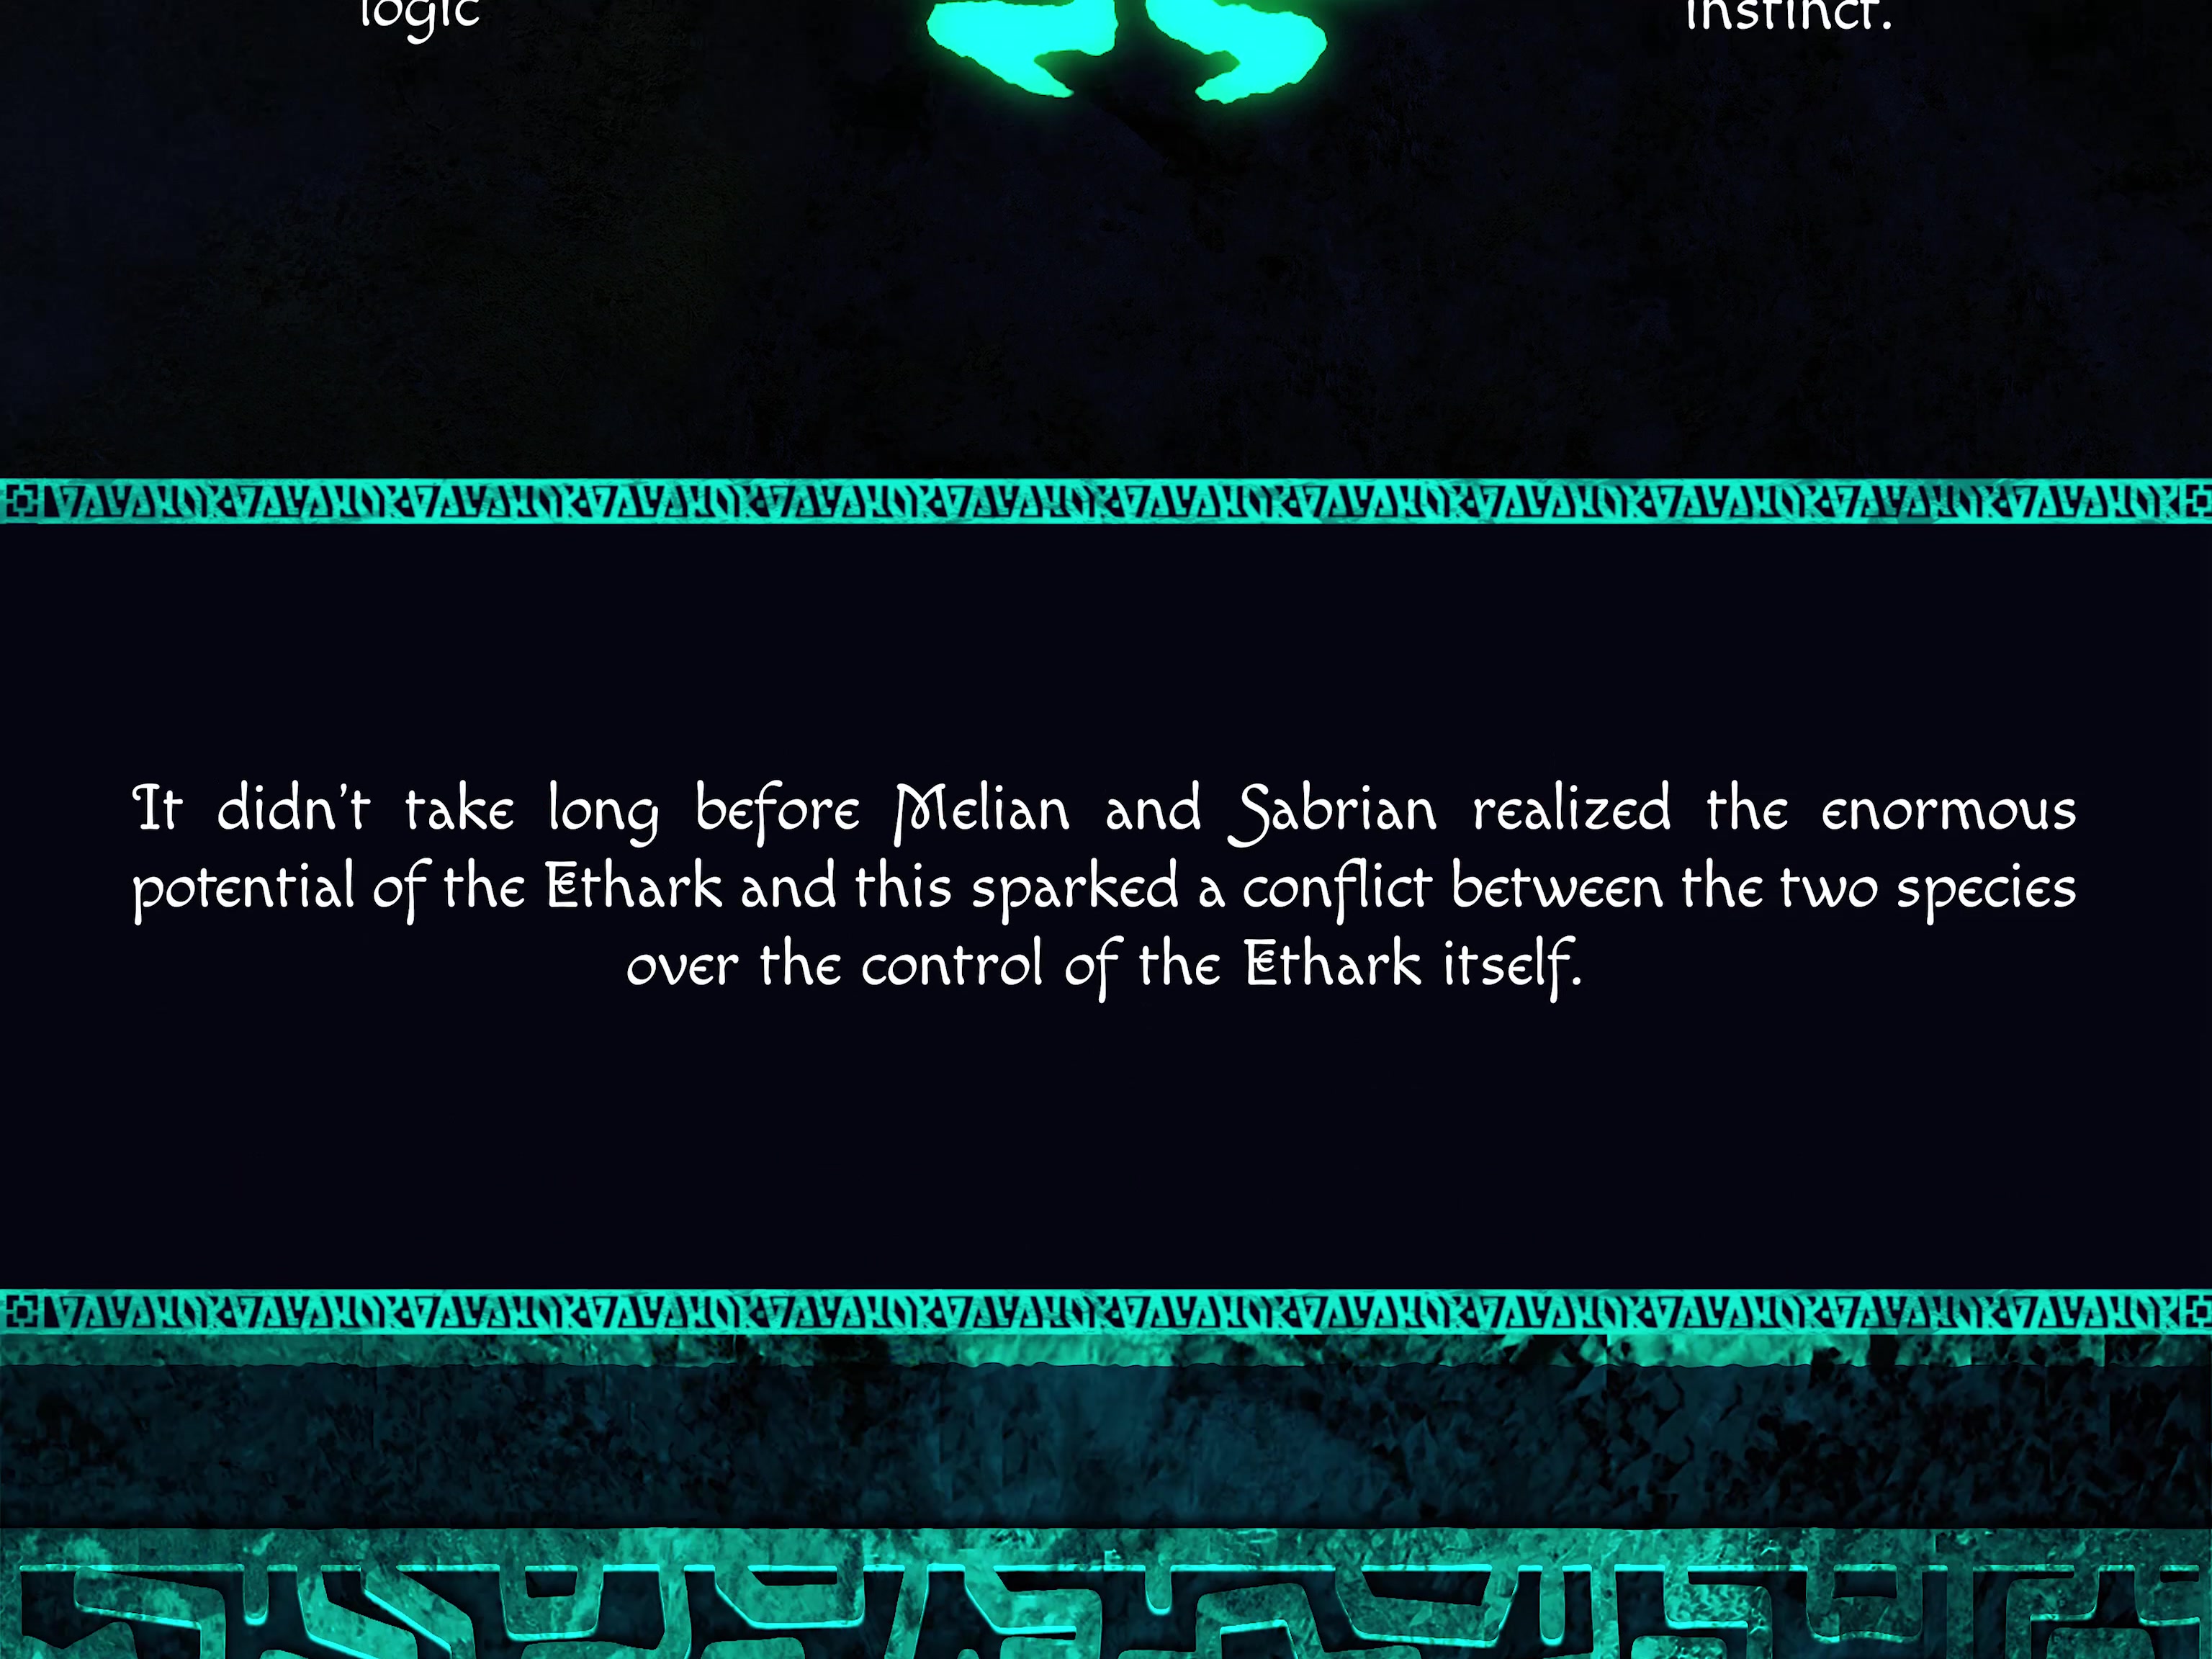 logic instinct.
It didn't take long before Melian and Sabrian realized the enormous
potential of the Ethark and this sparked a conflict between the two species
over the control of the Ethark itself.